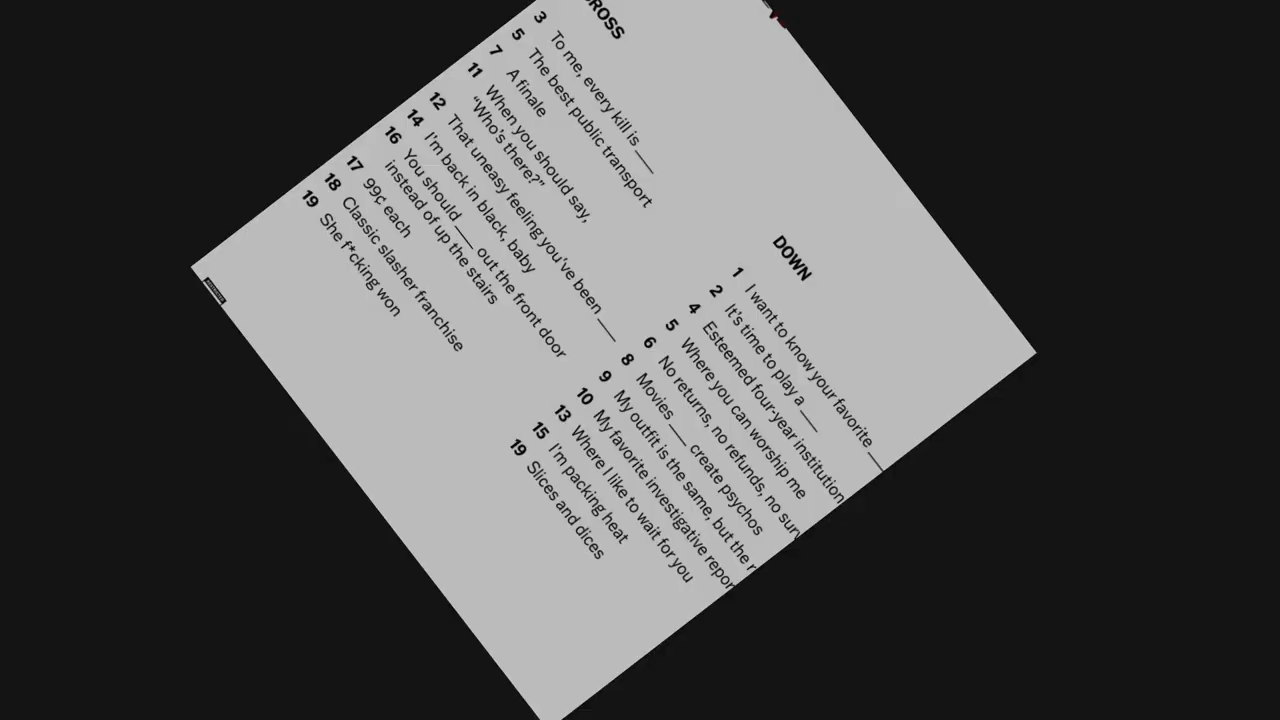 ROSS
3 To me, every kill is ___
5 The best public transport
7 A finale
11 When you should say,
"Who's there?"
12 That uneasy feeling you've been ___
14 I'm back in black, baby
16 You should ___ out the front door
instead of up the stairs
17 99¢ each
18 Classic slasher franchise
19 She f*cking won
DOWN
1 I want to know your favorite ___
2 It's time to play a ___
4 Esteemed four-year institution
5 Where you can worship me
6 No returns, no refunds, no
8 Movies ___ create psychos
9 My outfit is the same, but the
10 My favorite investigative
13 Where I like to wait for you
15 I'm packing heat
19 Slices and dices